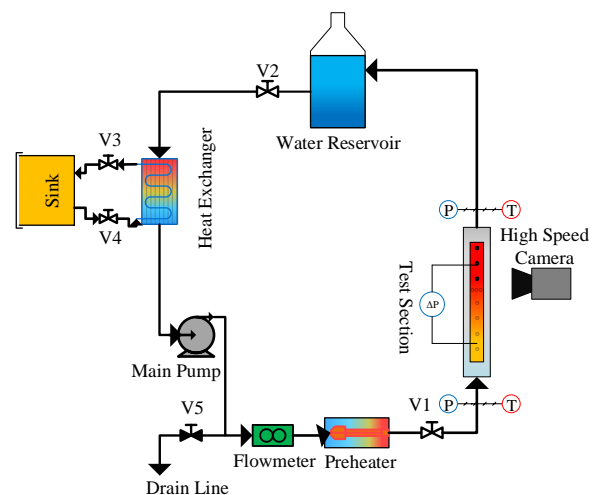 V2
Water Reservoir
V3
Sink
V4
Heat Exchanger
P
T
High Speed
Camera
Test Section
ΔP
Main Pump
V5
V1
P
T
Flowmeter
Preheater
Drain Line